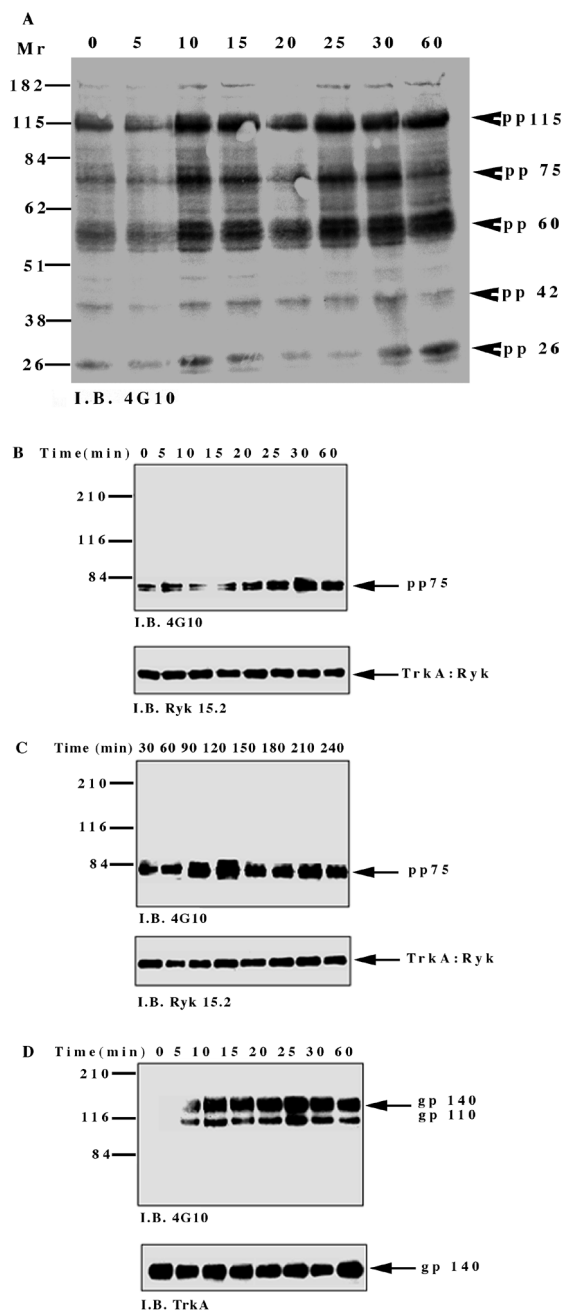 A
0 5 10 15 20 25 30 60
Mr
182
115
84
62
51
38
26
pp115
pp 75
pp 60
pp 42
pp 26
I.B. 4G10
B Time(min) 0 5 10 15 20 25 30 60
210
116
84
pp75
I.B. 4G10
TrkA:Ryk
I.B. Ryk 15.2
C Time (min) 30 60 90 120 150 180 210 240
210
116
84
pp75
I.B. 4G10
TrkA:Ryk
I.B. Ryk 15.2
D Time(min) 0 5 10 15 20 25 30 60
210
116
84
gp 140
gp 110
I.B. 4G10
gp 140
I.B. TrkA